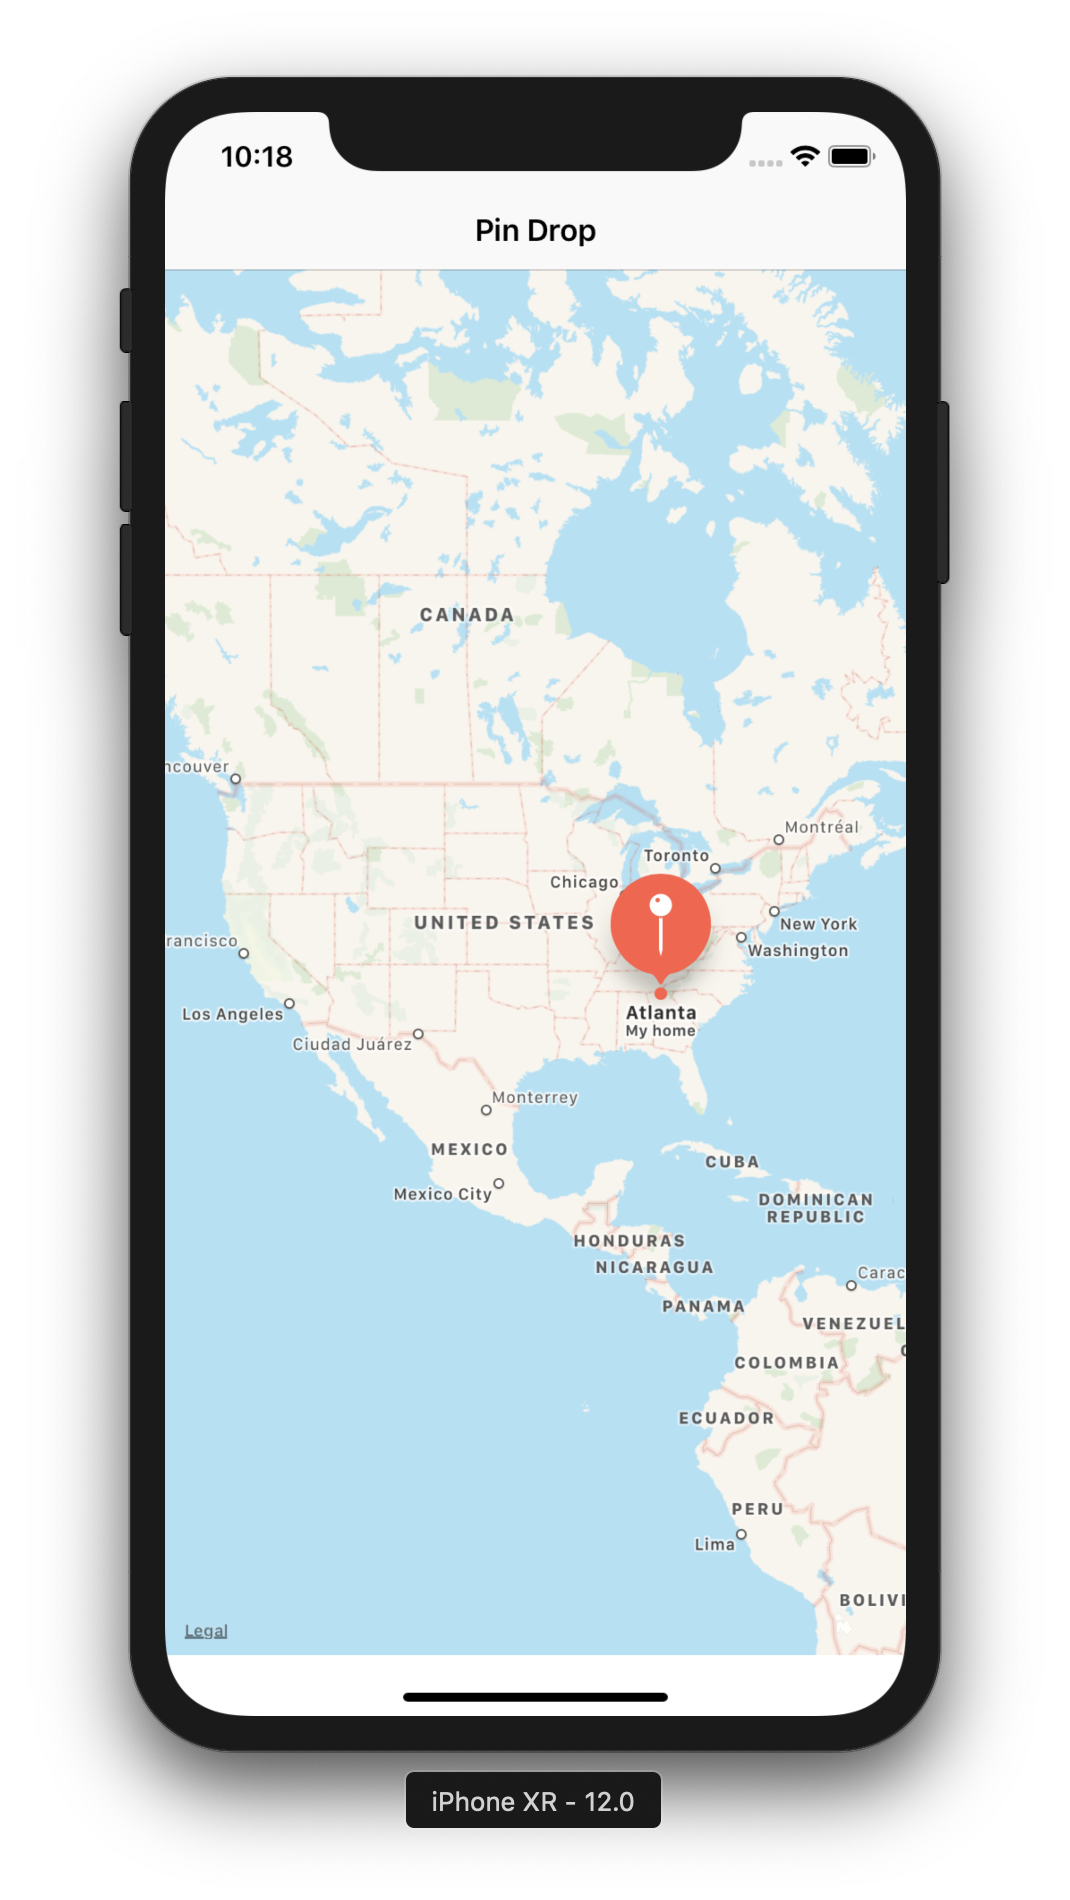 10:18
Pin Drop
CANADA
ncouver
Montréal
Toronto
Chicago
UNITED STATES
New York
rancisco
Washington
Los Angeles
Atlanta
My home
Ciudad Juárez
Monterrey
MEXICO
CUBA
Mexico City
DOMINICAN
REPUBLIC
HONDURAS
NICARAGUA
Carac
PANAMA
VENEZUEL
COLOMBIA
ECUADOR
PERU
Lima
BOLIVI
Legal
iPhone XR - 12.0